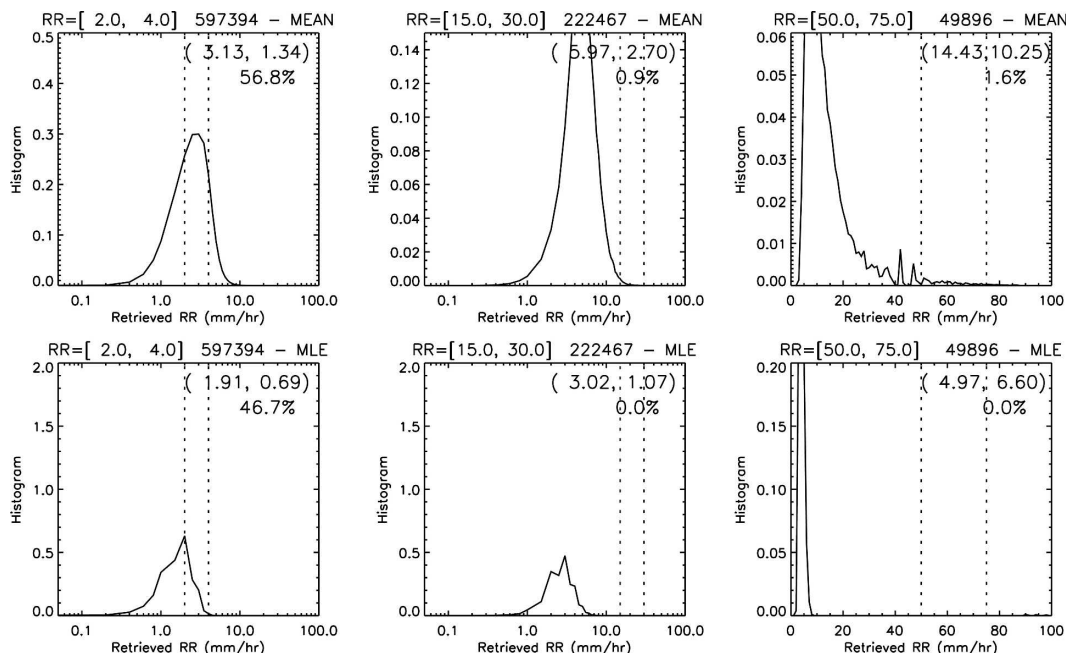 RR=[ 2.0, 4.0] 597394 - MEAN
( 3.13, 1.34)
56.8%
0.5
0.4
0.3
0.2
0.1
0.0
Histogram
0.1 1.0 10.0 100.0
Retrieved RR (mm/hr)
RR=[15.0, 30.0] 222467 - MEAN
( 5.97, 2.70)
0.9%
0.14
0.12
0.10
0.08
0.06
0.04
0.02
0.00
Histogram
0.1 1.0 10.0 100.0
Retrieved RR (mm/hr)
RR=[50.0, 75.0] 49896 - MEAN
(14.43,10.25)
1.6%
0.06
0.05
0.04
0.03
0.02
0.01
0.00
Histogram
0 20 40 60 80 100
Retrieved RR (mm/hr)
RR=[ 2.0, 4.0] 597394 - MLE
( 1.91, 0.69)
46.7%
2.0
1.5
1.0
0.5
0.0
Histogram
0.1 1.0 10.0 100.0
Retrieved RR (mm/hr)
RR=[15.0, 30.0] 222467 - MLE
( 3.02, 1.07)
0.0%
2.0
1.5
1.0
0.5
0.0
Histogram
0.1 1.0 10.0 100.0
Retrieved RR (mm/hr)
RR=[50.0, 75.0] 49896 - MLE
( 4.97, 6.60)
0.0%
0.20
0.15
0.10
0.05
0.00
Histogram
0 20 40 60 80 100
Retrieved RR (mm/hr)